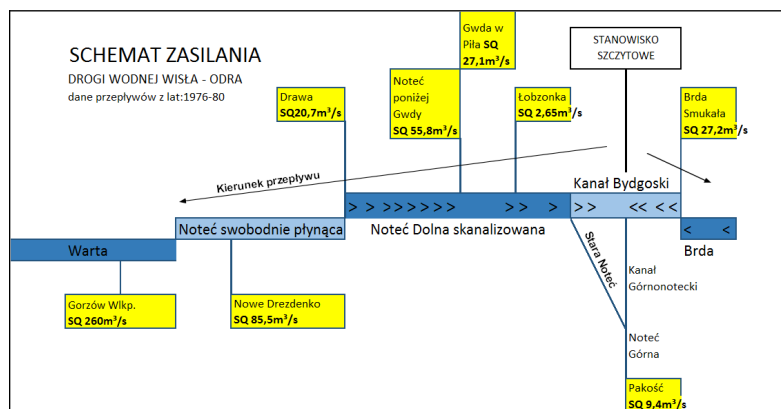 SCHEMAT ZASILANIA
DROGI WODNEJ WISŁA - ODRA
dane przepływów z lat:1976-80
Gwda w
Piła SQ
27,1m³/s
STANOWISKO
SZCZYTOWE
Drawa
SQ20,7m³/s
Noteć
poniżej
Gwdy
SQ 55,8m³/s
Łobzonka
SQ 2,65m³/s
Brda
Smukała
SQ 27,2m³/s
Kierunek przepływu
Kanał Bydgoski
> > >>>>>>> >> > >
>> << <<
Noteć swobodnie płynąca
Noteć Dolna skanalizowana
< <
Warta
Stara Noteć
Brda
Kanał
Górnonotecki
Gorzów Wlkp.
SQ 260m³/s
Nowe Drezdenko
SQ 85,5m³/s
Noteć
Górna
Pakość
SQ 9,4m³/s